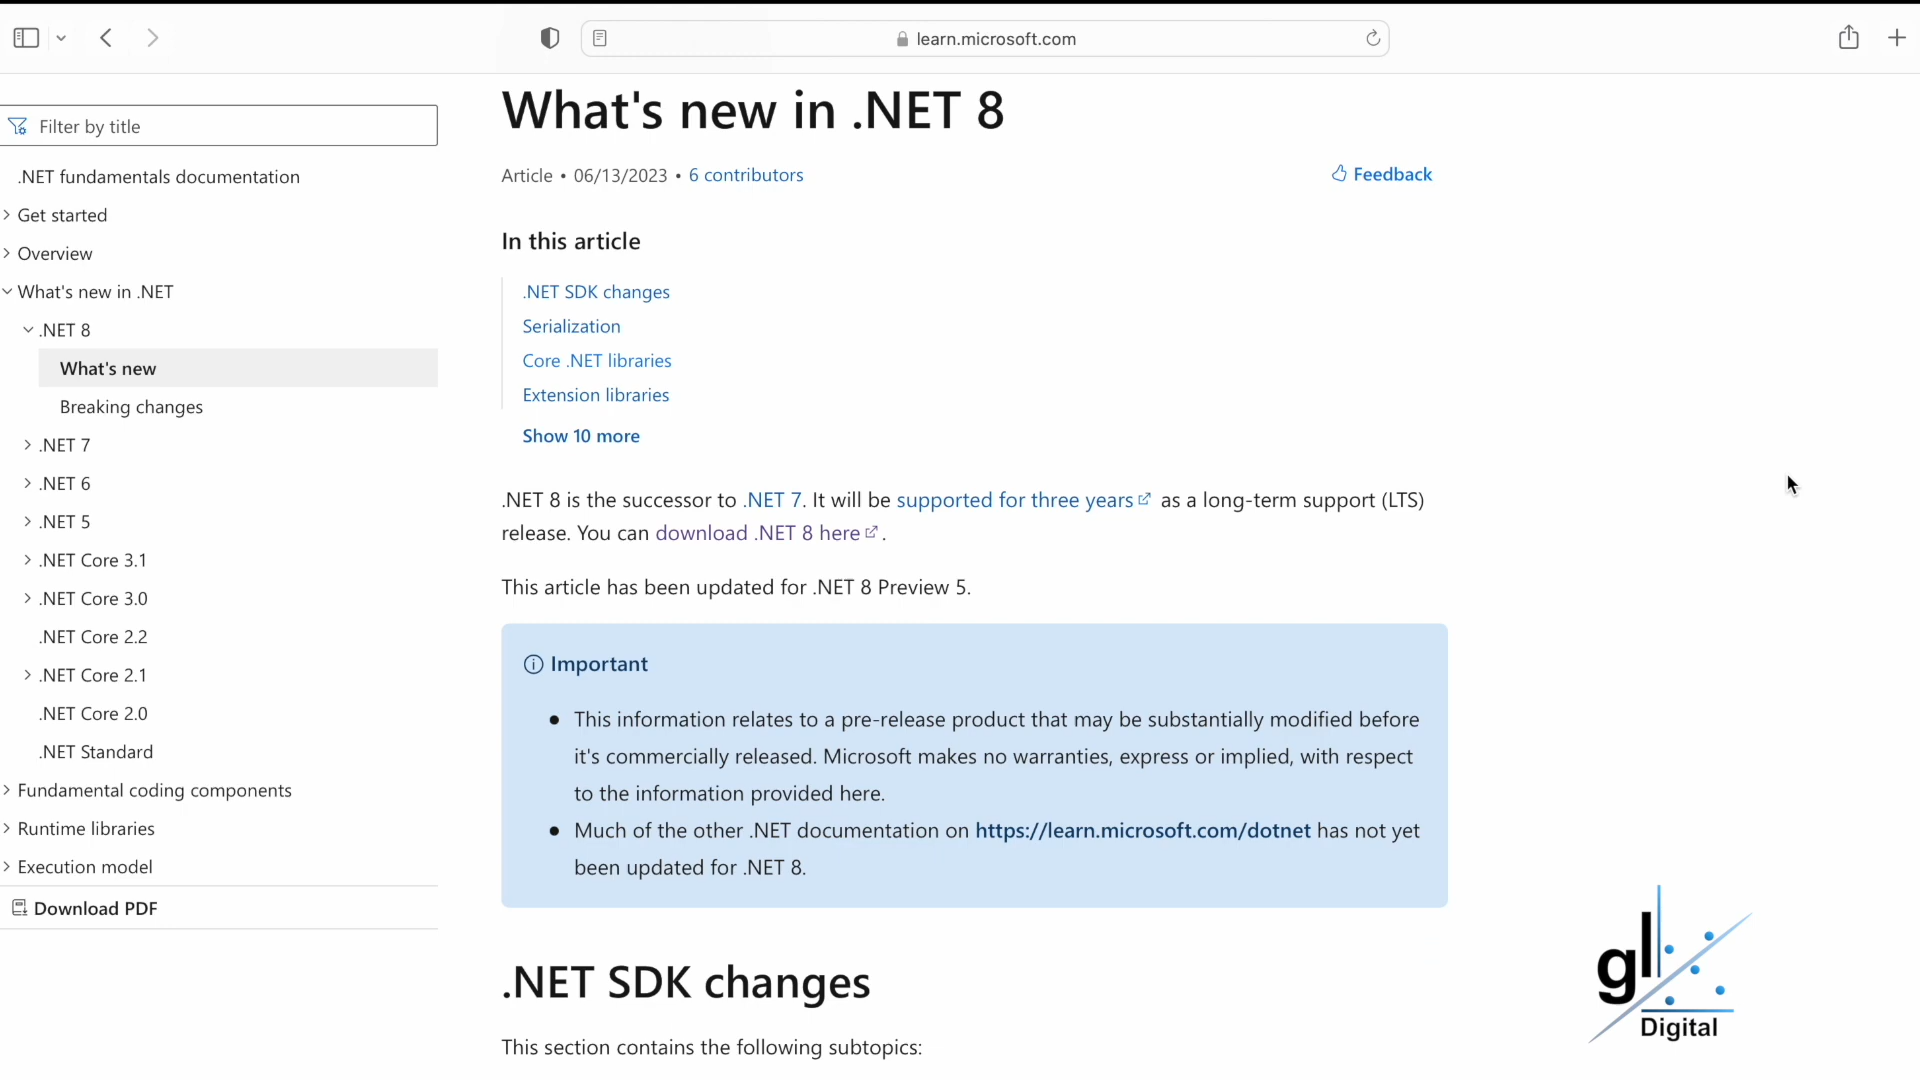 learn.microsoft.com
Filter by title
.NET fundamentals documentation
Get started
Overview
What's new in .NET
.NET 8
What's new
Breaking changes
.NET 7
.NET 6
.NET 5
.NET Core 3.1
.NET Core 3.0
.NET Core 2.2
.NET Core 2.1
.NET Core 2.0
.NET Standard
Fundamental coding components
Runtime libraries
Execution model
Download PDF
What's new in .NET 8
Article • 06/13/2023 • 6 contributors
Feedback
In this article
.NET SDK changes
Serialization
Core .NET libraries
Extension libraries
Show 10 more
.NET 8 is the successor to .NET 7. It will be supported for three years as a long-term support (LTS)
release. You can download .NET 8 here.
This article has been updated for .NET 8 Preview 5.
Important
• This information relates to a pre-release product that may be substantially modified before
it's commercially released. Microsoft makes no warranties, express or implied, with respect
to the information provided here.
• Much of the other .NET documentation on https://learn.microsoft.com/dotnet has not yet
been updated for .NET 8.
.NET SDK changes
This section contains the following subtopics:
gl
Digital